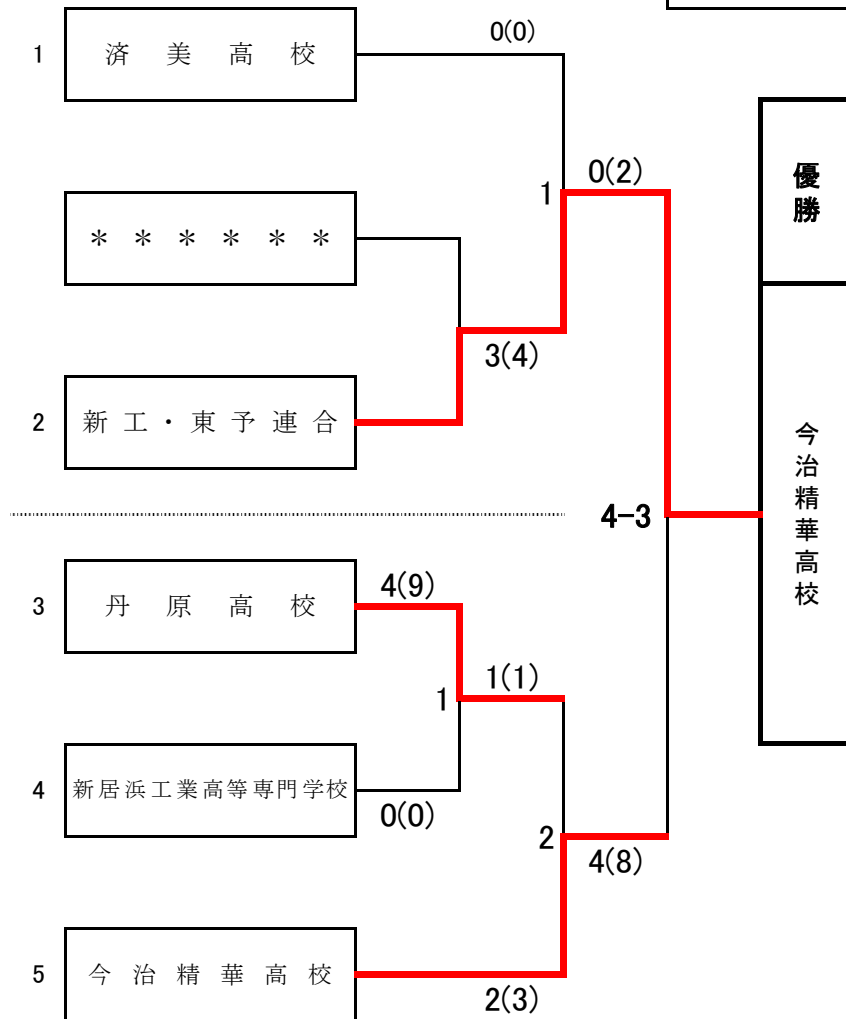 0(0)
1 済美高校
0(2)
1
優勝
******
3(4)
2 新工・東予連合
今治精華高校
4-3
4(9)
3 丹原高校
1(1)
1
4 新居浜工業高等専門学校
0(0)
2
4(8)
5 今治精華高校
2(3)